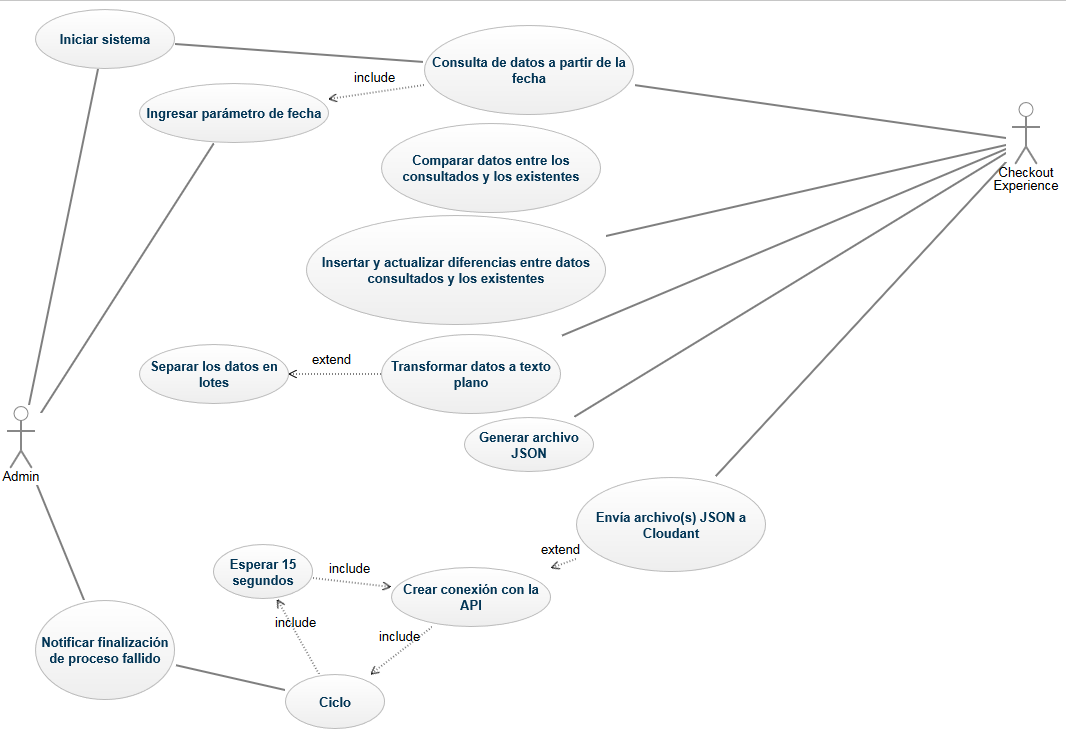 Iniciar sistema
Consulta de datos a partir de la
fecha
include
Ingresar parámetro de fecha
Comparar datos entre los
consultados y los existentes
Checkout
Experience
Insertar y actualizar diferencias entre datos
consultados y los existentes
extend
Separar los datos en
lotes
Transformar datos a texto
plano
Generar archivo
JSON
Admin
Envía archivo(s) JSON a
Cloudant
extend
Esperar 15
segundos
include
Crear conexión con la
API
include
include
Notificar finalización
de proceso fallido
Ciclo